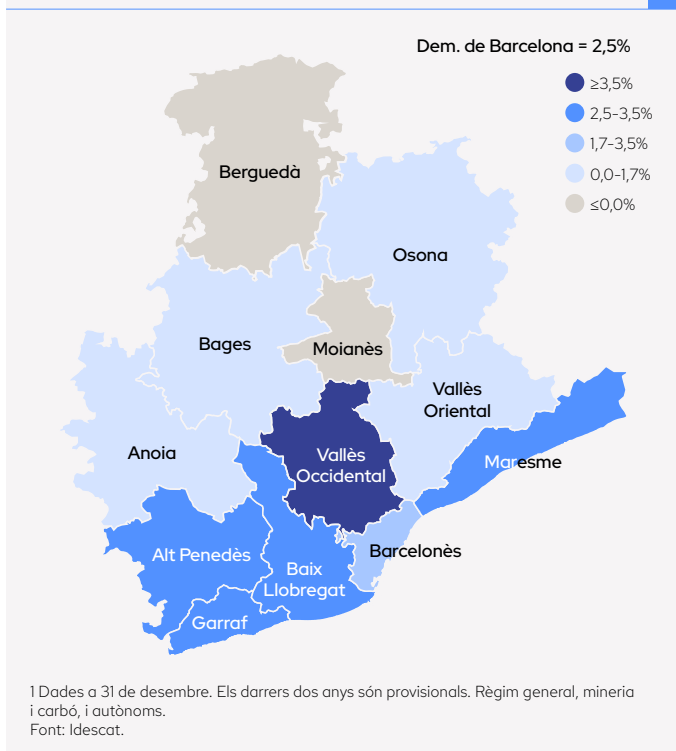 Dem. de Barcelona = 2,5%
≥3,5%
2,5-3,5%
1,7-3,5%
0,0-1,7%
≤0,0%
Berguedà
Osona
Bages
Moianès
Vallès
Oriental
Anoia
Vallès
Occidental
Maresme
Alt Penedès
Barcelonès
Baix
Llobregat
Garraf
1 Dades a 31 de desembre. Els darrers dos anys són provisionals. Règim general, mineria
i carbó, i autònoms.
Font: Idescat.